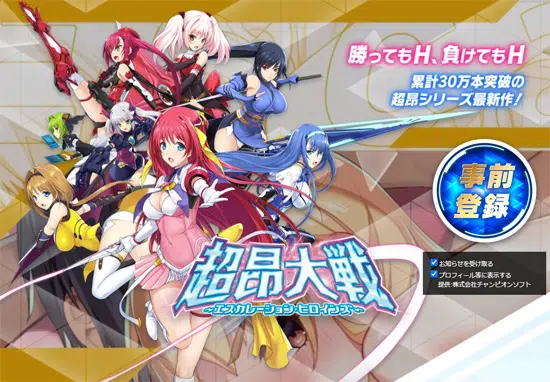 勝ってもH、負けてもH
累計30万本突破の
超昂シリーズ最新作!
事前
登録
お知らせを受け取る
プロフィール等に表示する
提供:株式会社チャンピオンソフト
超昂大戦
~エスカレーション・ヒロインズ~